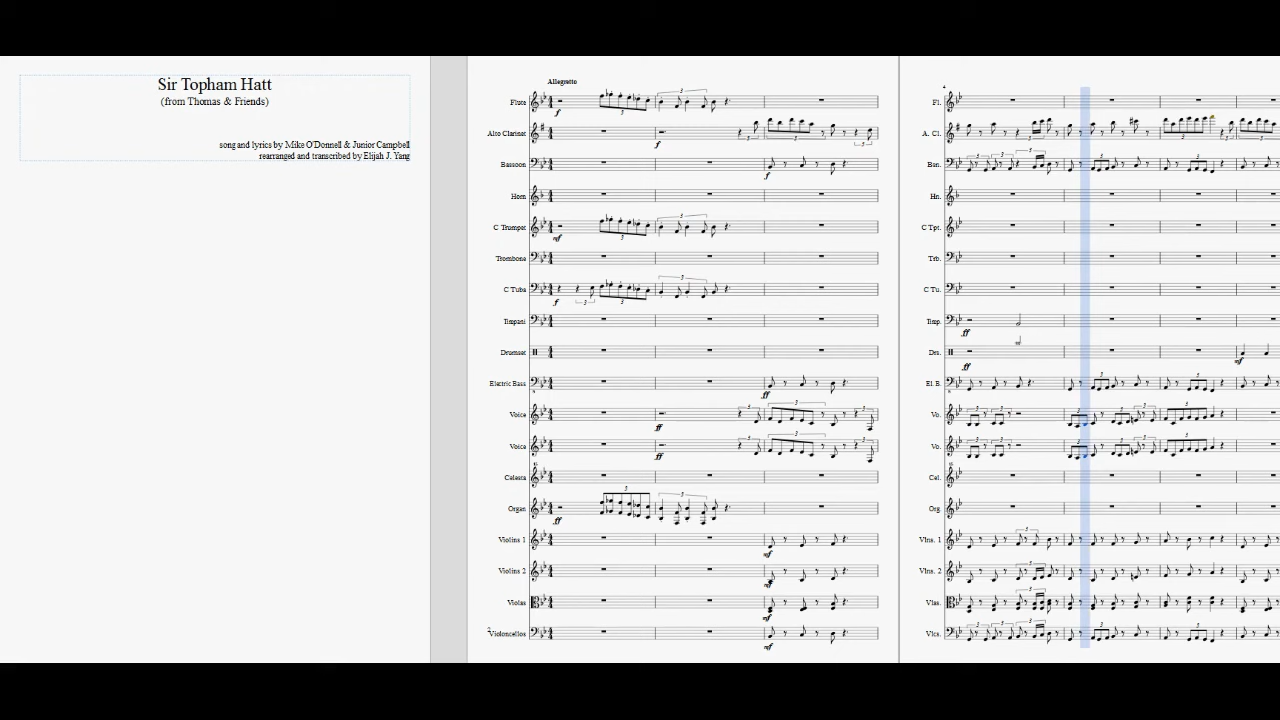 Sir Topham Hatt
(from Thomas & Friends)
song and lyrics by Mike O'Donnell & Junior Campbell
rearranged and transcribed by Elijah J. Yang
Allegretto
Flute
Alto Clarinet
Bassoon
Horn
C Trumpet
Trombone
C Tuba
Timpani
Drumset
Electric Bass
Voice
Voice
Celesta
Organ
Violins 1
Violins 2
Violas
Violoncellos
Fl.
A. Cl.
Bsn.
Hn.
C Tpt.
Trb.
C Tu.
Timp.
Drs.
El. B.
Vo.
Vo.
Cel.
Org.
Vlns. 1
Vlns. 2
Vlas.
Vlcs.